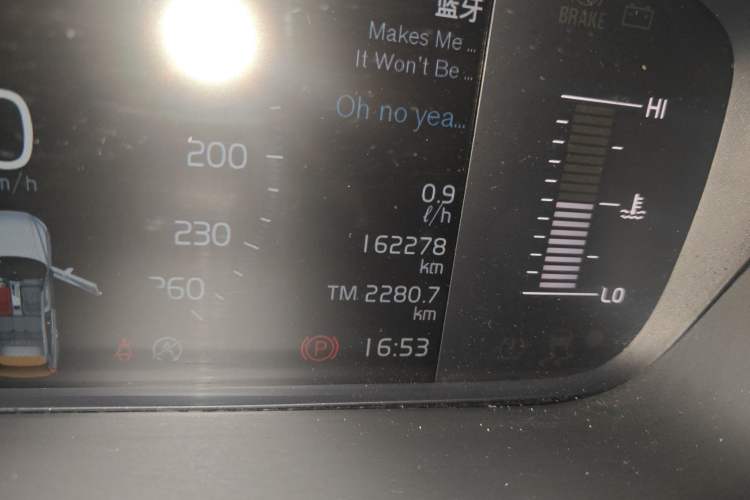 蓝牙
Makes Me ...
It Won't Be ...
Oh no yea...
BRAKE
HI
LO
0
m/h
200
230
260
0.9
ℓ/h
162278
km
TM 2280.7
km
P
16:53